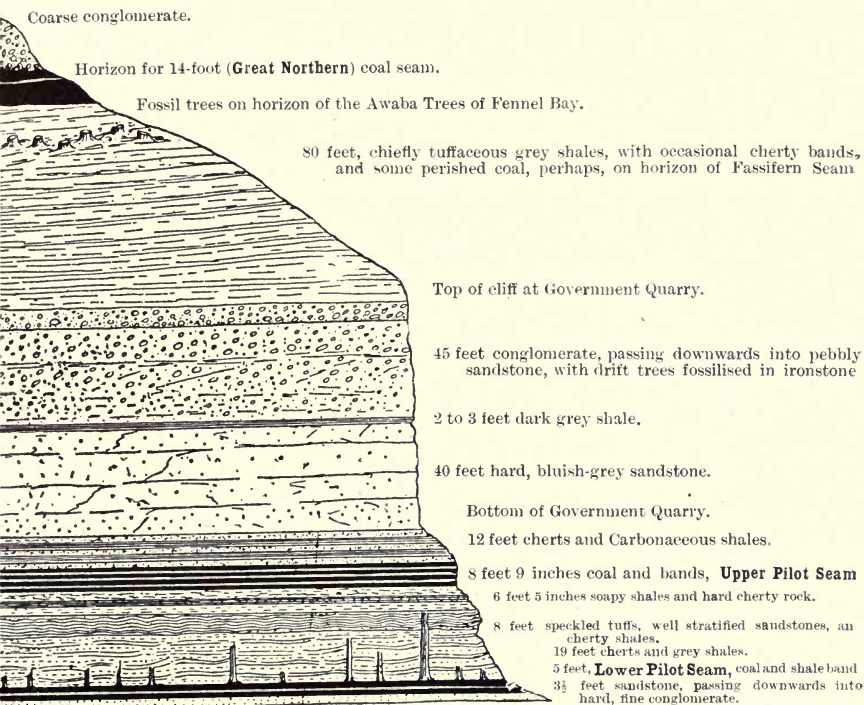 Coarse conglomerate.
Horizon for 14-foot (Great Northern) coal seam.
Fossil trees on horizon of the Awaba Trees of Fennel Bay.
80 feet, chiefly tuffaceous grey shales, with occasional cherty bands,
and some perished coal, perhaps, on horizon of Fassifern Seam
Top of cliff at Government Quarry.
45 feet conglomerate, passing downwards into pebbly
sandstone, with drift trees fossilised in ironstone
2 to 3 feet dark grey shale.
40 feet hard, bluish-grey sandstone.
Bottom of Government Quarry.
12 feet cherts and Carbonaceous shales.
8 feet 9 inches coal and bands, Upper Pilot Seam
6 feet 5 inches soapy shales and hard cherty rock.
8 feet speckled tuffs, well stratified sandstones, an
cherty shales.
19 feet cherts and grey shales.
5 feet, Lower Pilot Seam, coal and shale band
3½ feet sandstone, passing downwards into
hard, fine conglomerate.